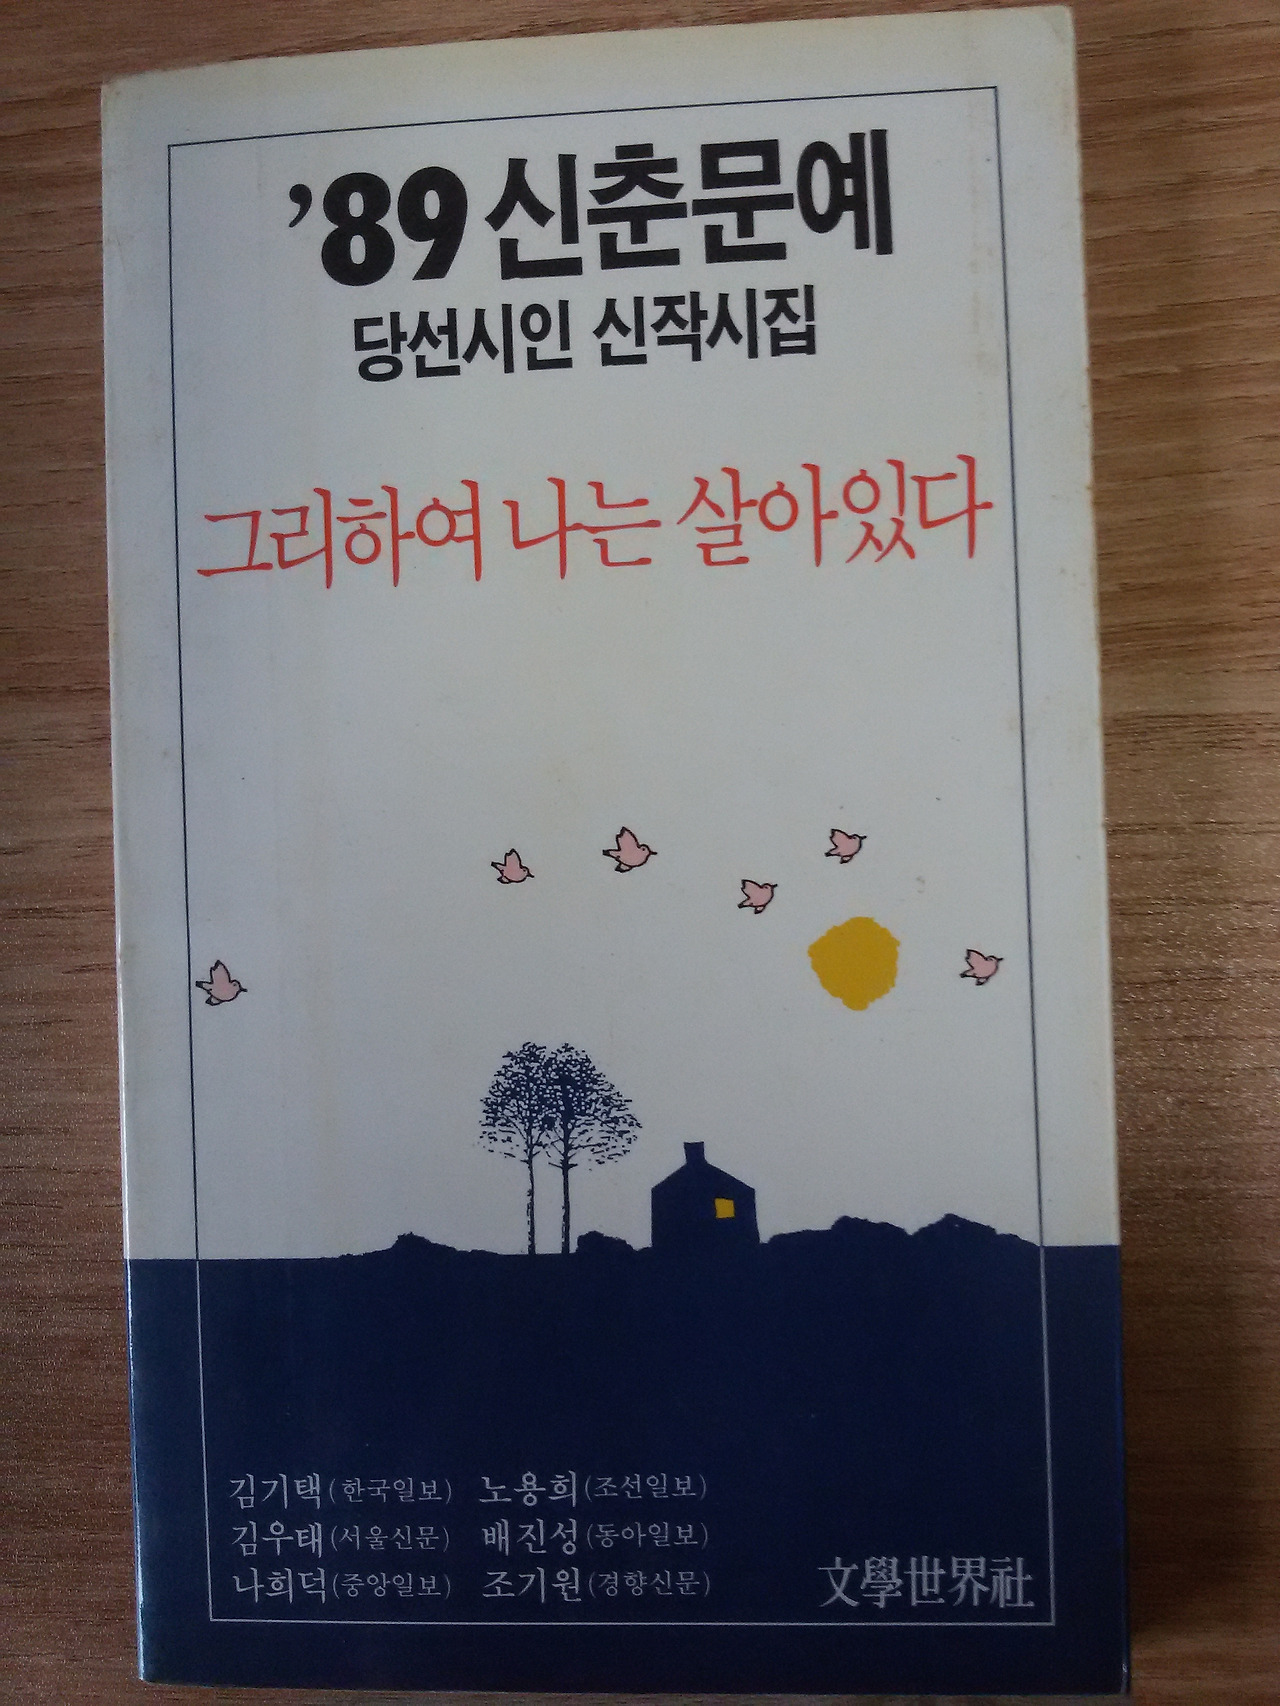 '89 신춘문예
당선시인 신작시집
그리하여 나는 살아있다
김기택(한국일보) 노용희(조선일보)
김우태(서울신문) 배진성(동아일보)
나희덕(중앙일보) 조기원(경향신문)
文學世界社